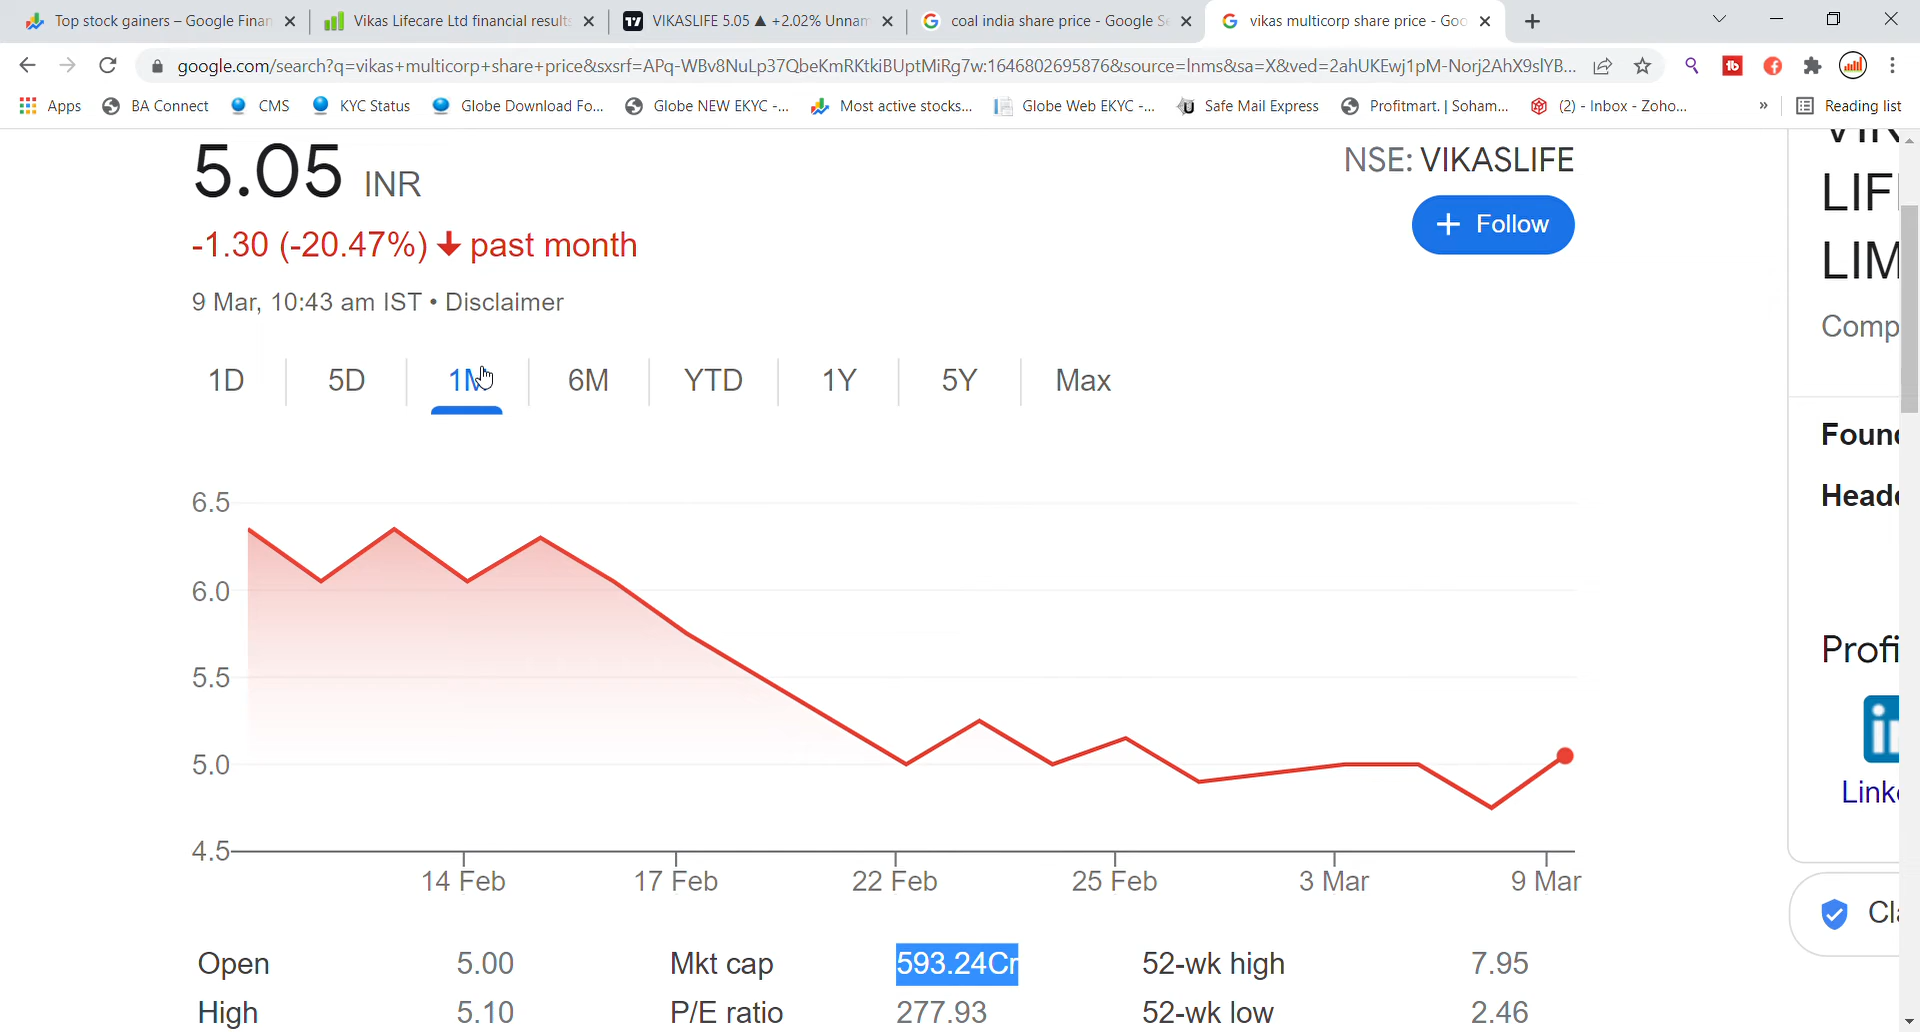 Top stock gainers – Google Finan
Vikas Lifecare Ltd financial results
VIKASLIFE 5.05 ▲ +2.02% Unnam
coal india share price - Google Se
vikas multicorp share price - Goo
google.com/search?q=vikas+multicorp+share+price&sxsrf=APq-WBv8NuLp37QbeKmRKtkiBUptMiRg7w:1646802695876&source=lnms&sa=X&ved=2ahUKEwj1pM-Norj2AhX9slYB...
Apps
BA Connect
CMS
KYC Status
Globe Download Fo...
Globe NEW EKYC -...
Most active stocks...
Globe Web EKYC -...
Safe Mail Express
Profitmart. | Soham...
(2) - Inbox - Zoho...
»
Reading list
5.05 INR
NSE: VIKASLIFE
-1.30 (-20.47%) ↓ past month
+ Follow
9 Mar, 10:43 am IST • Disclaimer
1D
5D
1M
6M
YTD
1Y
5Y
Max
6.5
6.0
5.5
5.0
4.5
14 Feb
17 Feb
22 Feb
25 Feb
3 Mar
9 Mar
Open 5.00 Mkt cap 593.24Cr 52-wk high 7.95
High 5.10 P/E ratio 277.93 52-wk low 2.46
LIF
LIM
Comp
Found
Head
Profi
in
Linke
Cla